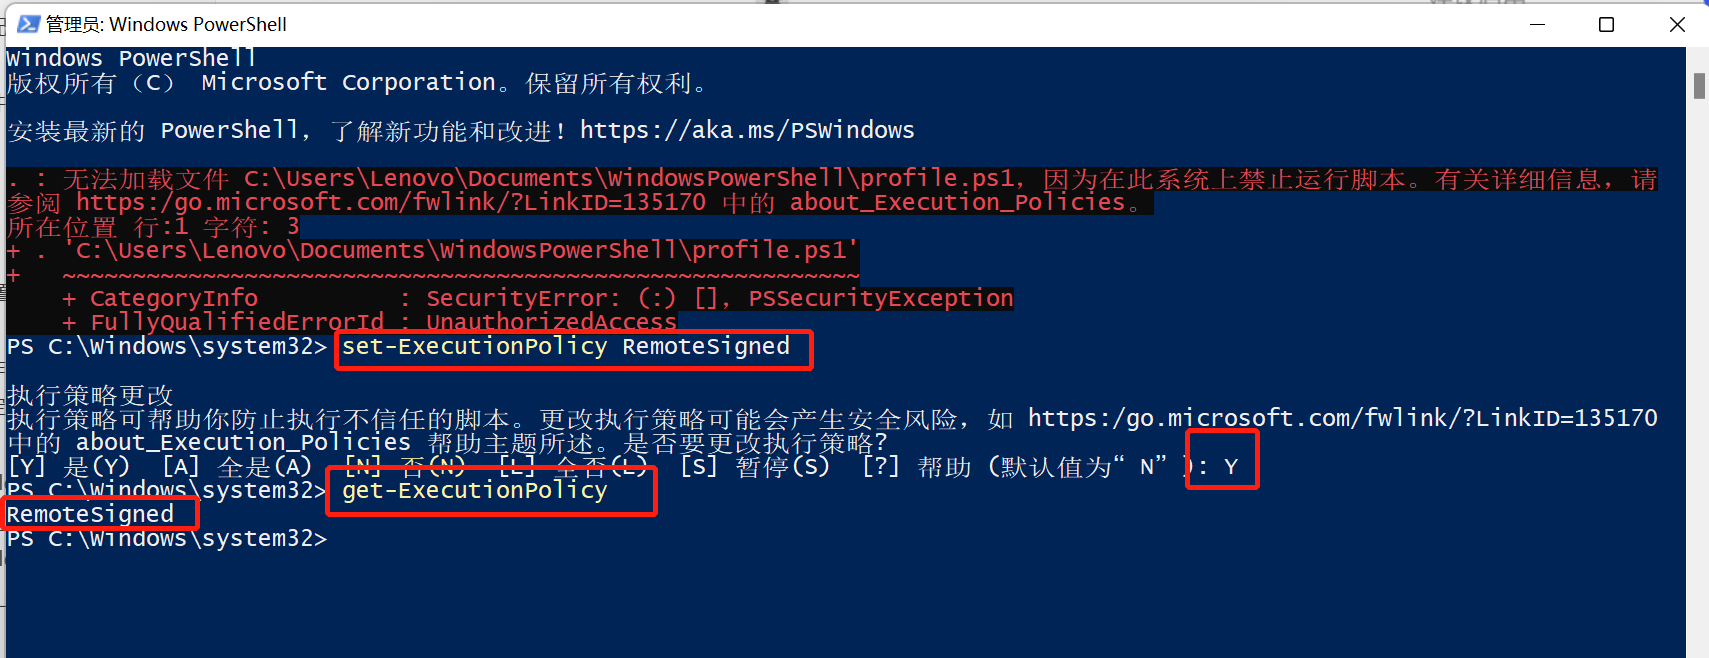 管理员: Windows PowerShell
Windows PowerShell
版权所有（C） Microsoft Corporation。保留所有权利。
安装最新的 PowerShell，了解新功能和改进！https://aka.ms/PSWindows
. : 无法加载文件 C:\Users\Lenovo\Documents\WindowsPowerShell\profile.ps1，因为在此系统上禁止运行脚本。有关详细信息，请
参阅 https:/go.microsoft.com/fwlink/?LinkID=135170 中的 about_Execution_Policies。
所在位置 行:1 字符: 3
+ . 'C:\Users\Lenovo\Documents\WindowsPowerShell\profile.ps1'
+   ~~~~~~~~~~~~~~~~~~~~~~~~~~~~~~~~~~~~~~~~~~~~~~~~~~~~~~~~~
    + CategoryInfo          : SecurityError: (:) []，PSSecurityException
    + FullyQualifiedErrorId : UnauthorizedAccess
PS C:\Windows\system32> set-ExecutionPolicy RemoteSigned
执行策略更改
执行策略可帮助你防止执行不信任的脚本。更改执行策略可能会产生安全风险，如 https:/go.microsoft.com/fwlink/?LinkID=135170
中的 about_Execution_Policies 帮助主题所述。是否要更改执行策略?
[Y] 是(Y)  [A] 全是(A)  [N] 否(N)  [L] 全否(L)  [S] 暂停(S)  [?] 帮助 (默认值为“N”): Y
PS C:\Windows\system32> get-ExecutionPolicy
RemoteSigned
PS C:\Windows\system32>